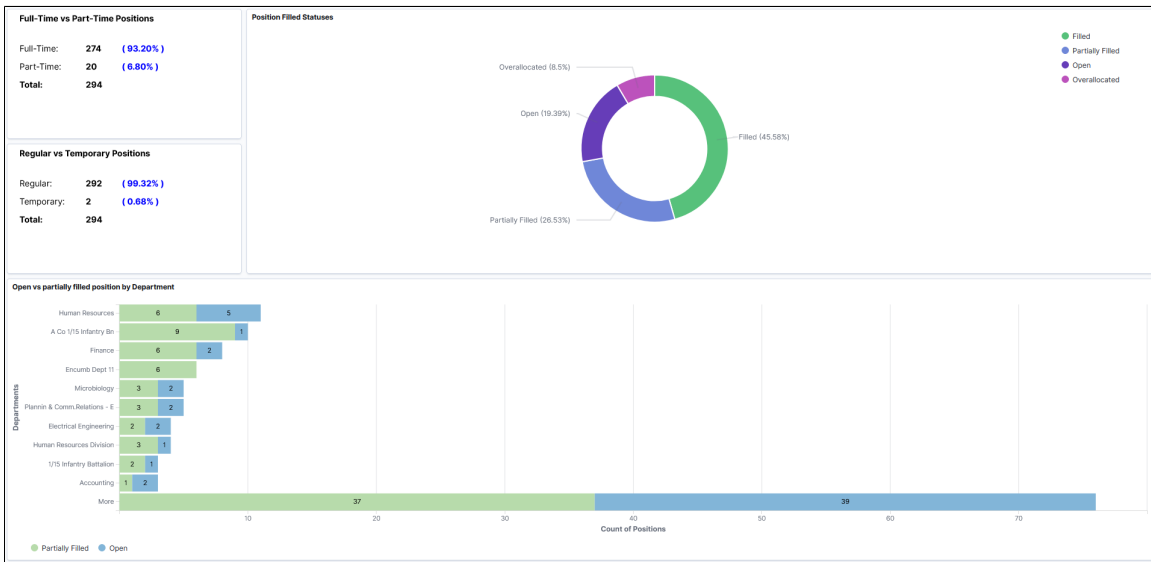 Full-Time vs Part-Time Positions
Full-Time: 274 ( 93.20% )
Part-Time: 20 ( 6.80% )
Total: 294
Regular vs Temporary Positions
Regular: 292 ( 99.32% )
Temporary: 2 ( 0.68% )
Total: 294
Position Filled Statuses
Overallocated (8.5%)
Open (19.39%)
Filled (45.58%)
Partially Filled (26.53%)
Filled
Partially Filled
Open
Overallocated
Open vs partially filled position by Department
Departments
Human Resources 6 5
A Co 1/15 Infantry Bn 9 1
Finance 6 2
Encumb Dept 11 6
Microbiology 3 2
Plannin & Comm.Relations - E 3 2
Electrical Engineering 2 2
Human Resources Division 3 1
1/15 Infantry Battalion 2 1
Accounting 1 2
More 37 39
10 20 30 40 50 60 70
Count of Positions
Partially Filled Open